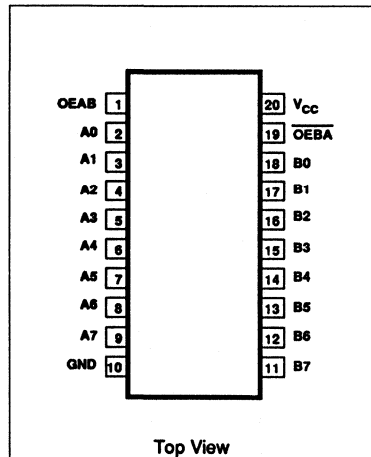 OEAB 1 20 VCC
A0 2 19 OEBA
A1 3 18 B0
A2 4 17 B1
A3 5 16 B2
A4 6 15 B3
A5 7 14 B4
A6 8 13 B5
A7 9 12 B6
GND 10 11 B7
Top View